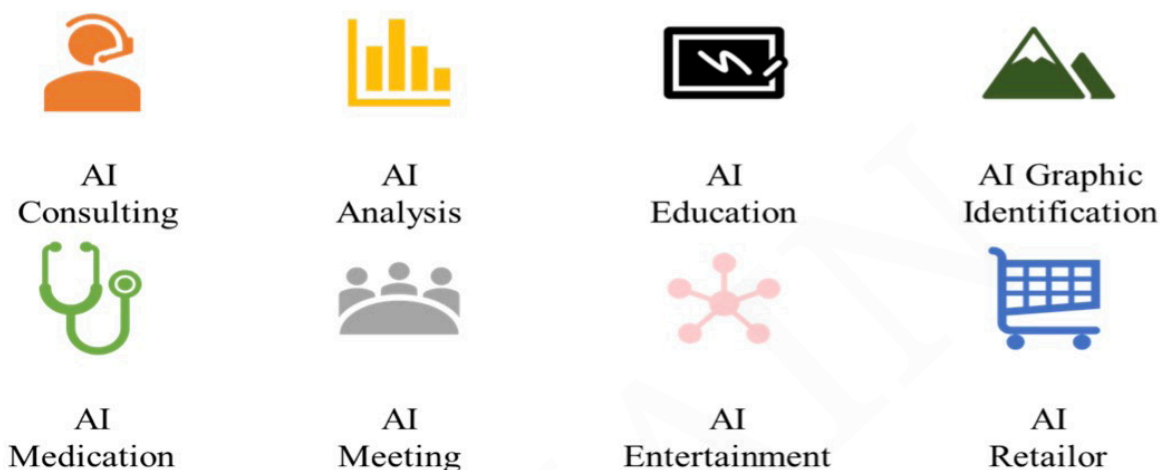 AI
Consulting
AI
Analysis
AI
Education
AI Graphic
Identification
AI
Medication
AI
Meeting
AI
Entertainment
AI
Retailor